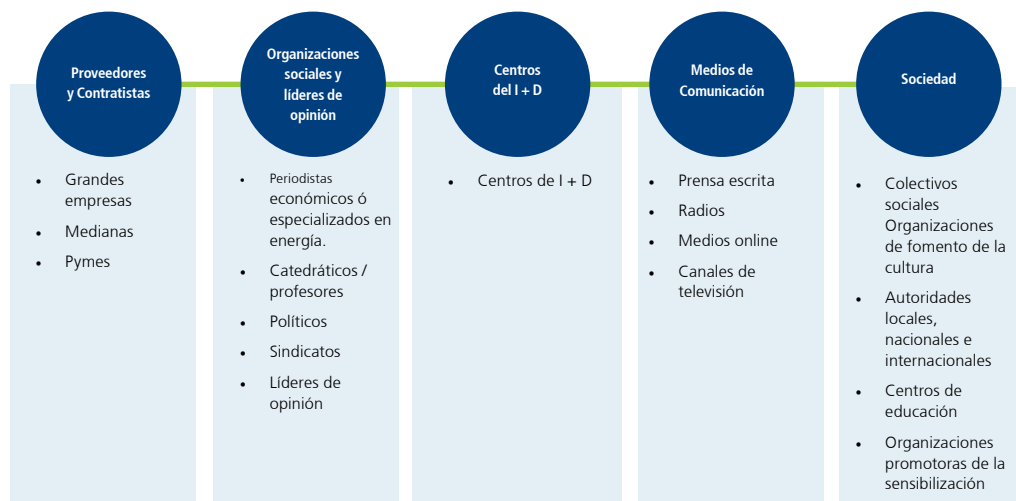 Proveedores
y Contratistas
Grandes
empresas
Medianas
Pymes
Organizaciones
sociales y
líderes de
opinión
Periodistas
económicos ó
especializados en
energía.
Catedráticos /
profesores
Políticos
Sindicatos
Líderes de
opinión
Centros
del I + D
Centros de I + D
Medios de
Comunicación
Prensa escrita
Radios
Medios online
Canales de
televisión
Sociedad
Colectivos
sociales
Organizaciones
de fomento de la
cultura
Autoridades
locales,
nacionales e
internacionales
Centros de
educación
Organizaciones
promotoras de la
sensibilización